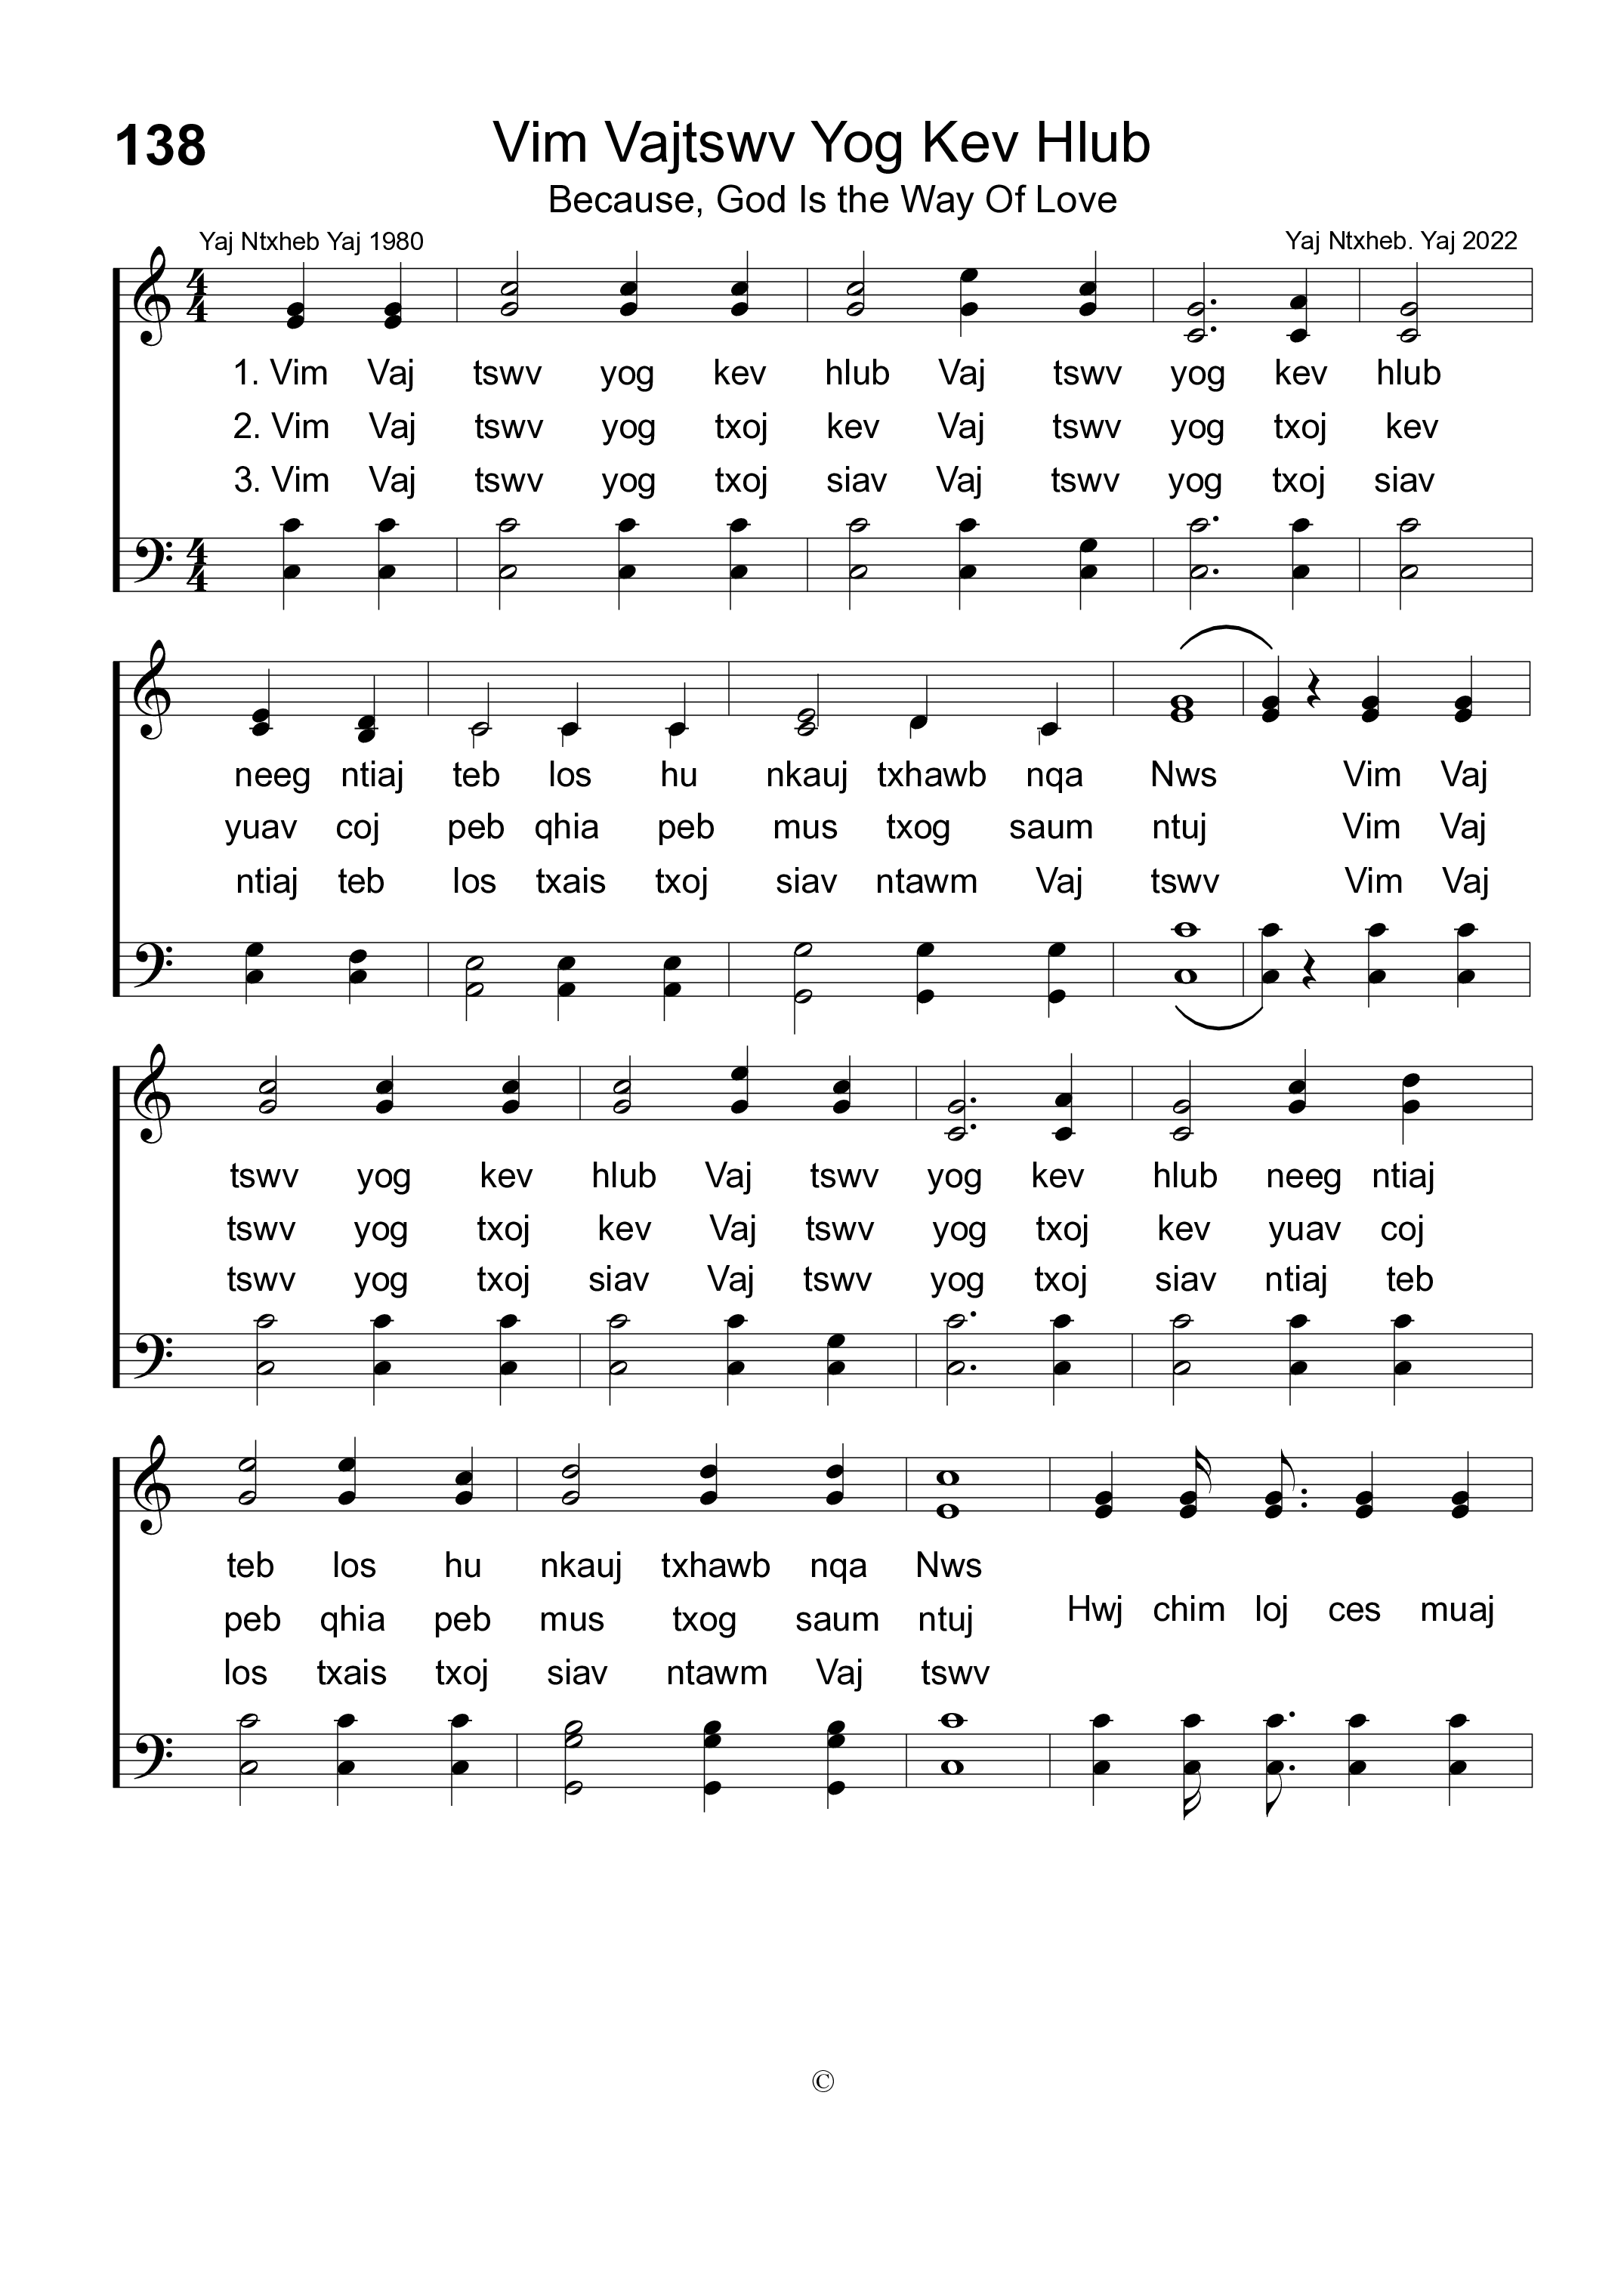 138
Vim Vajtswv Yog Kev Hlub
Because, God Is the Way Of Love
Yaj Ntxheb Yaj 1980
Yaj Ntxheb. Yaj 2022
1. Vim Vaj tswv yog kev hlub Vaj tswv yog kev hlub
2. Vim Vaj tswv yog txoj kev Vaj tswv yog txoj kev
3. Vim Vaj tswv yog txoj siav Vaj tswv yog txoj siav
neeg ntiaj teb los hu nkauj txhawb nqa Nws Vim Vaj
yuav coj peb qhia peb mus txog saum ntuj Vim Vaj
ntiaj teb los txais txoj siav ntawm Vaj tswv Vim Vaj
tswv yog kev hlub Vaj tswv yog kev hlub neeg ntiaj
tswv yog txoj kev Vaj tswv yog txoj kev yuav coj
tswv yog txoj siav Vaj tswv yog txoj siav ntiaj teb
teb los hu nkauj txhawb nqa Nws
peb qhia peb mus txog saum ntuj
Hwj chim loj ces muaj
los txais txoj siav ntawm Vaj tswv
©